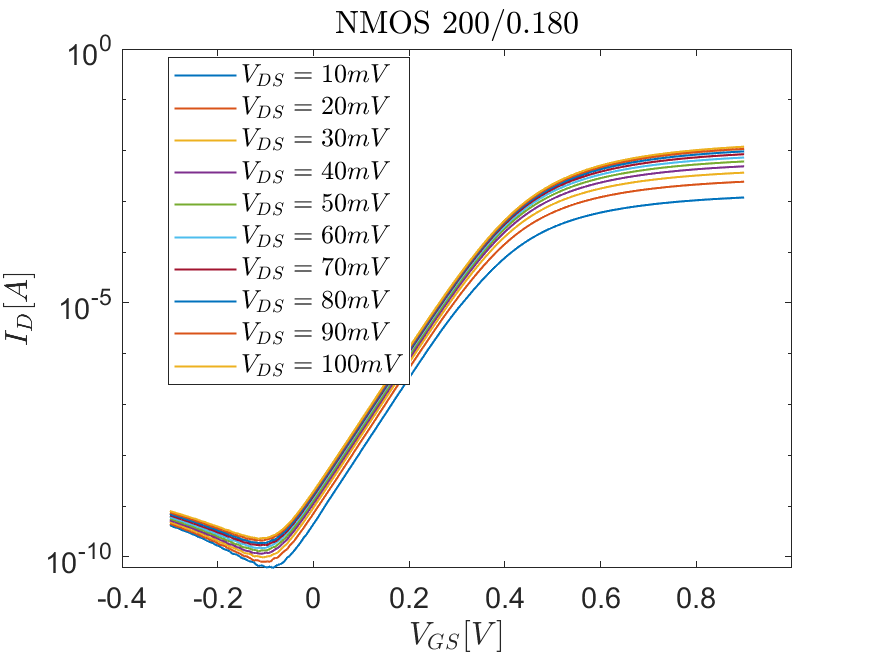 NMOS 200/0.180
10^0
V_DS = 10mV
V_DS = 20mV
V_DS = 30mV
V_DS = 40mV
V_DS = 50mV
V_DS = 60mV
V_DS = 70mV
V_DS = 80mV
V_DS = 90mV
V_DS = 100mV
I_D[A]
10^-5
10^-10
-0.4 -0.2 0 0.2 0.4 0.6 0.8
V_GS[V]